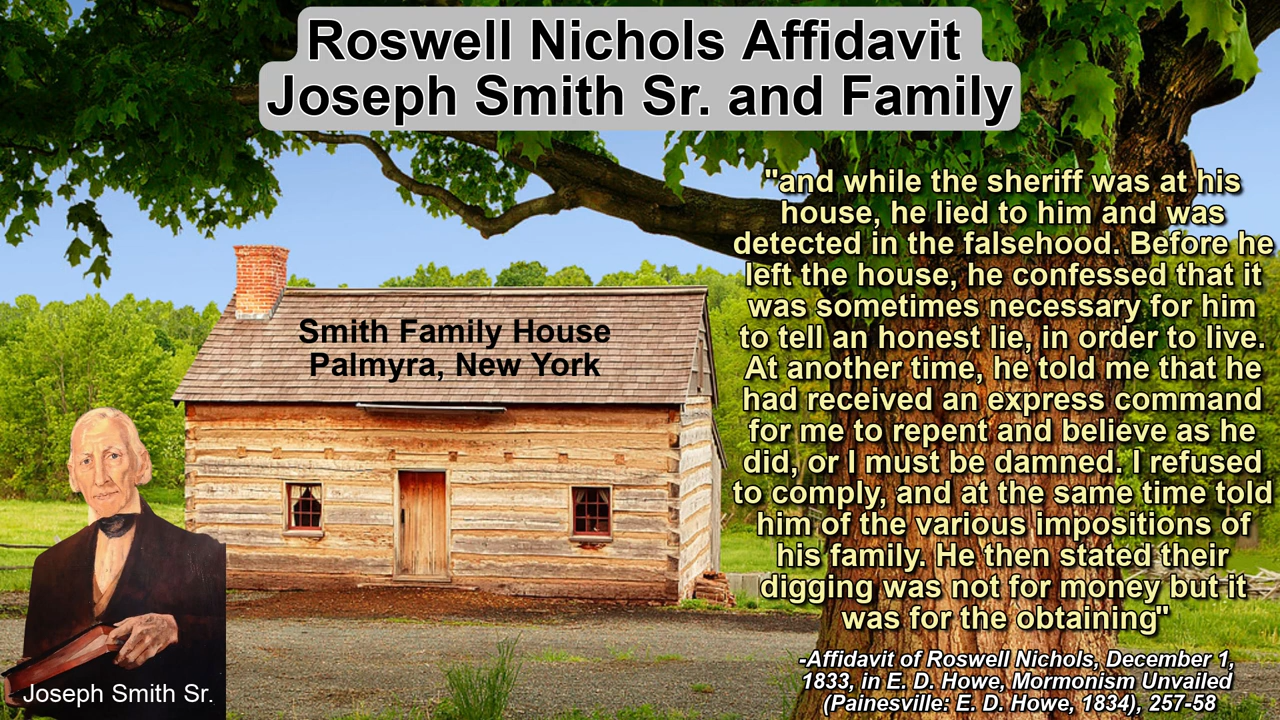 Roswell Nichols Affidavit
Joseph Smith Sr. and Family
"and while the sheriff was at his
house, he lied to him and was
detected in the falsehood. Before he
left the house, he confessed that it
was sometimes necessary for him
to tell an honest lie, in order to live.
At another time, he told me that he
had received an express command
for me to repent and believe as he
did, or I must be damned. I refused
to comply, and at the same time told
him of the various impositions of
his family. He then stated their
digging was not for money but it
was for the obtaining"
-Affidavit of Roswell Nichols, December 1,
1833, in E. D. Howe, Mormonism Unvailed
(Painesville: E. D. Howe, 1834), 257-58
Smith Family House
Palmyra, New York
Joseph Smith Sr.